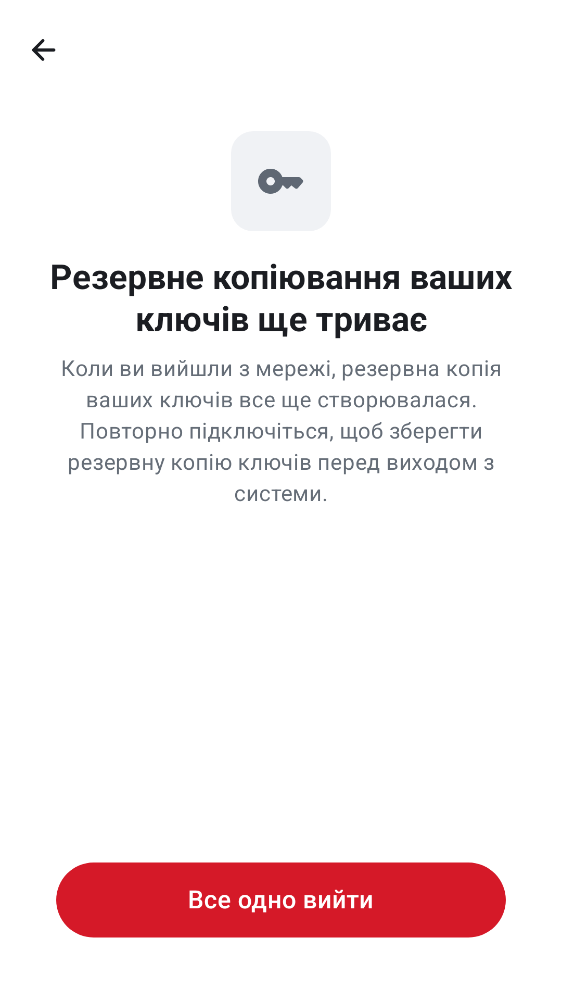 Резервне копіювання ваших
ключів ще триває
Коли ви вийшли з мережі, резервна копія
ваших ключів все ще створювалася.
Повторно підключіться, щоб зберегти
резервну копію ключів перед виходом з
системи.
Все одно вийти